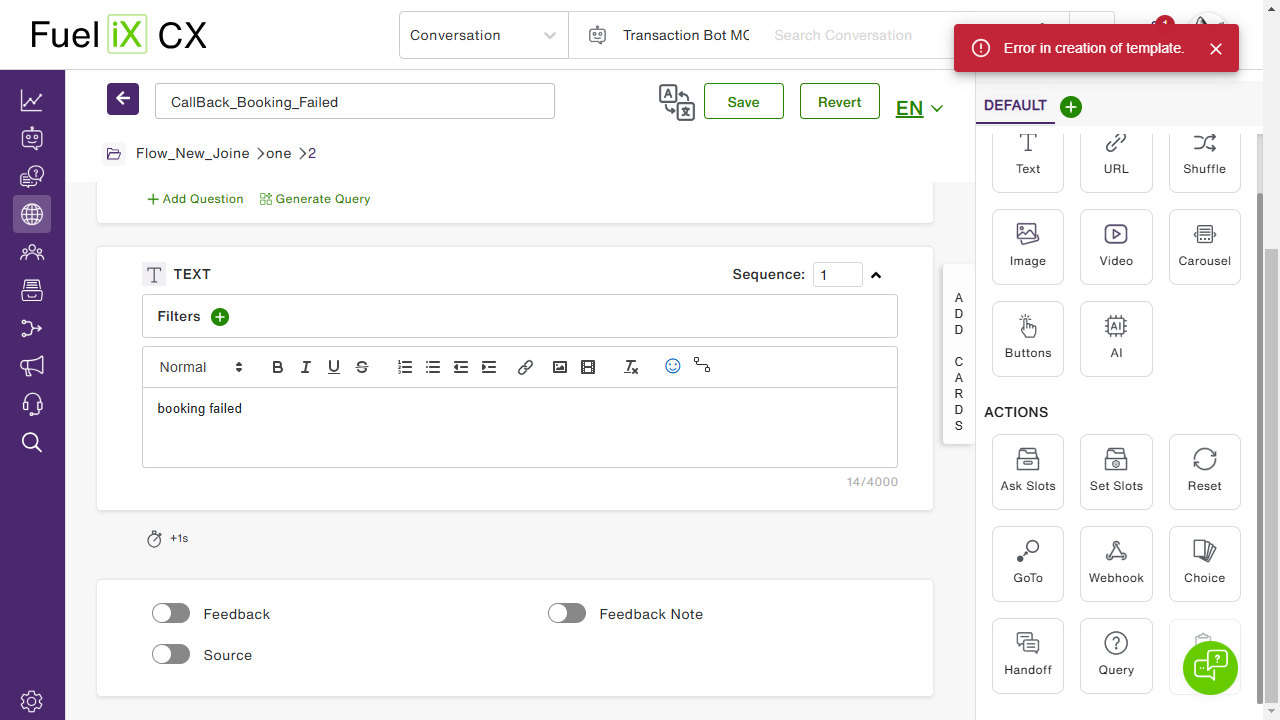 Fuel iX CX
Conversation
Transaction Bot MC
Search Conversation
1
Error in creation of template.
CallBack_Booking_Failed
Save
Revert
EN
DEFAULT
Flow_New_Joine >one >2
Add Question
Generate Query
TEXT
Sequence:
1
Filters
Normal
B I U S
booking failed
14/4000
+1s
Feedback
Feedback Note
Source
ADD CARDS
Text
URL
Shuffle
Image
Video
Carousel
Buttons
AI
AI
ACTIONS
Ask Slots
Set Slots
Reset
GoTo
Webhook
Choice
Handoff
Query